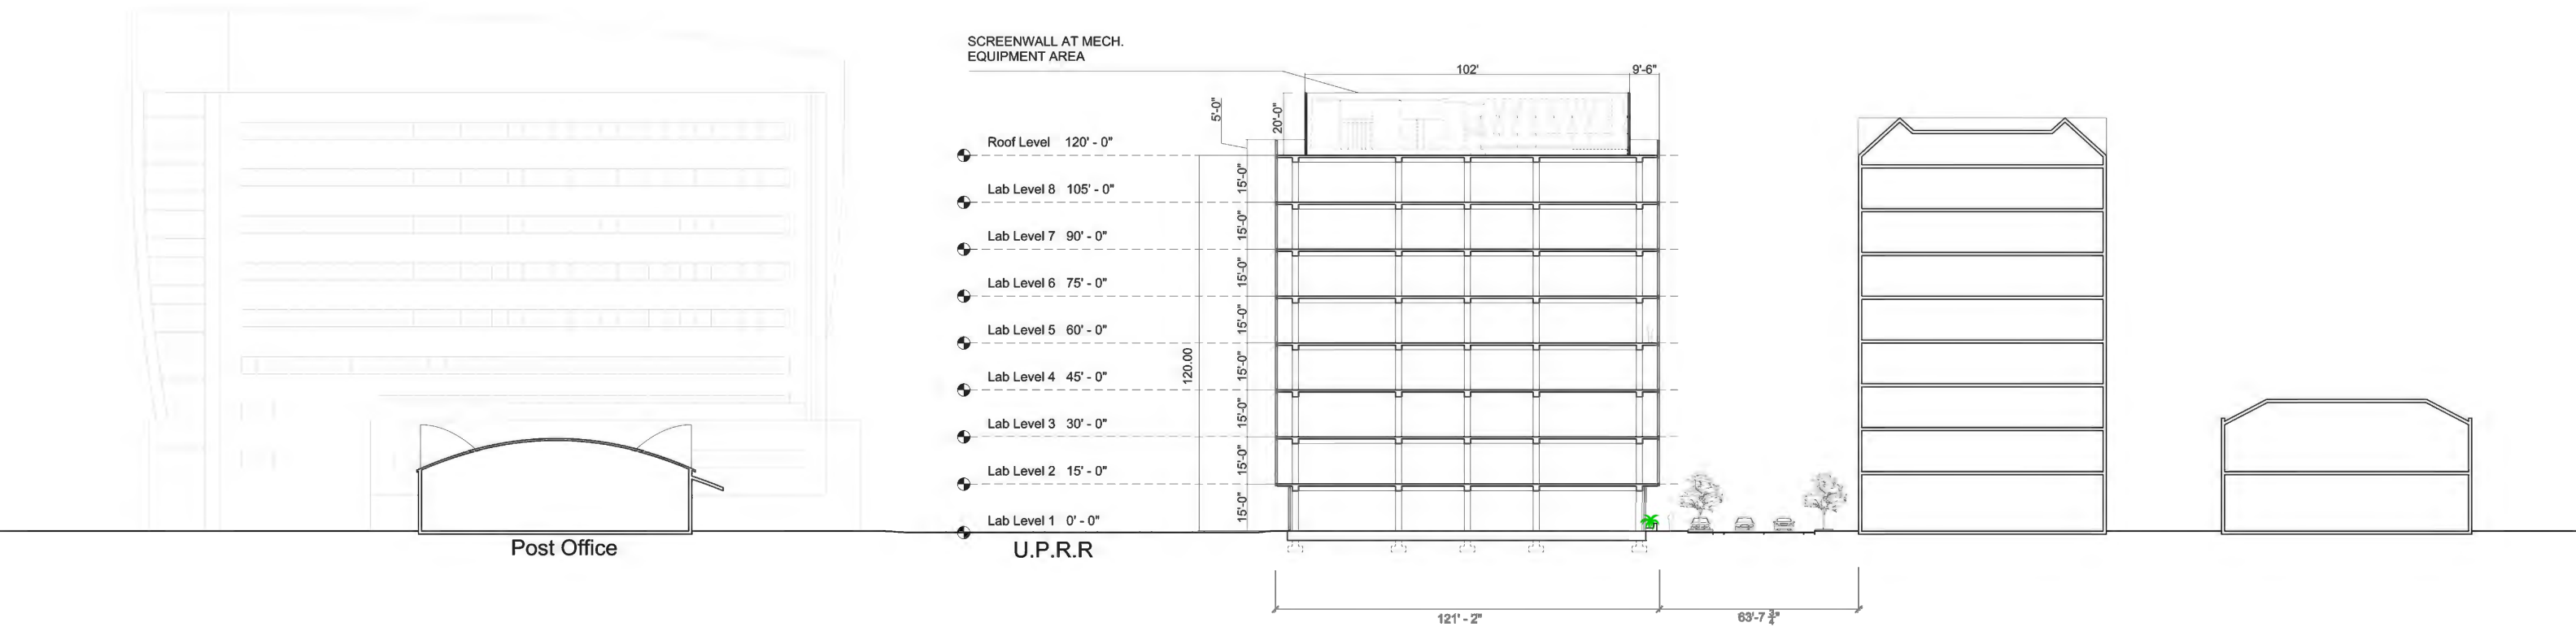 SCREENWALL AT MECH.
EQUIPMENT AREA
102'
9'-6"
5'-0"
20'-0"
Roof Level 120' - 0"
15'-0"
Lab Level 8 105' - 0"
15'-0"
Lab Level 7 90' - 0"
15'-0"
Lab Level 6 75' - 0"
15'-0"
Lab Level 5 60' - 0"
120.00
15'-0"
Lab Level 4 45' - 0"
15'-0"
Lab Level 3 30' - 0"
15'-0"
Lab Level 2 15' - 0"
15'-0"
Lab Level 1 0' - 0"
Post Office
U.P.R.R
121' - 2"
63'-7 3/4"